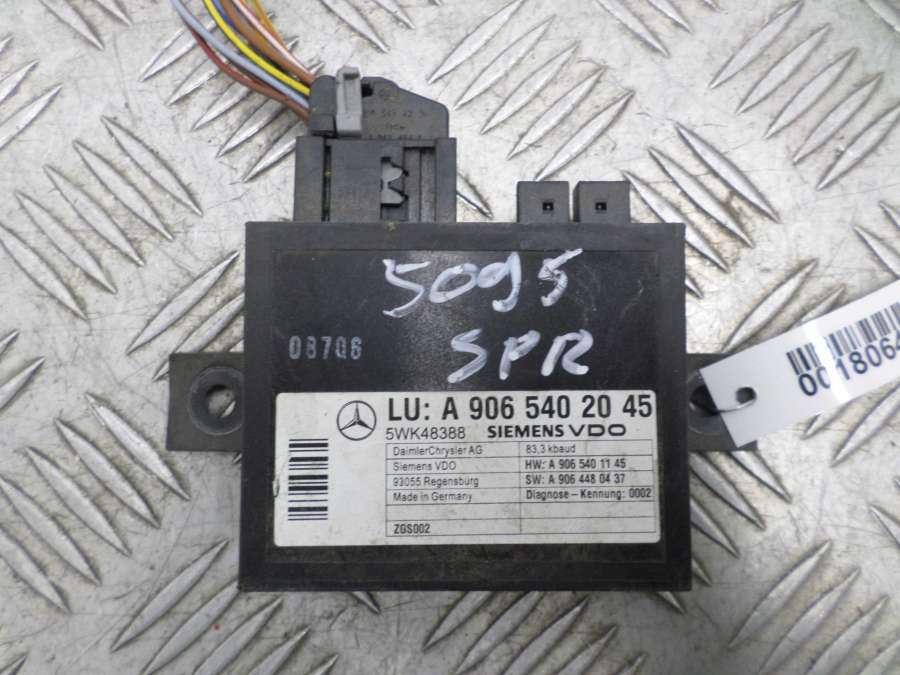 5095
SPR
08706
0018064
LU: A 906 540 20 45
5WK48388 SIEMENS VDO
DaimlerChrysler AG 83,3 kbaud
Siemens VDO HW: A 906 540 11 45
93055 Regensburg SW: A 906 448 04 37
Made in Germany Diagnose - Kennung: 0002
ZGS002